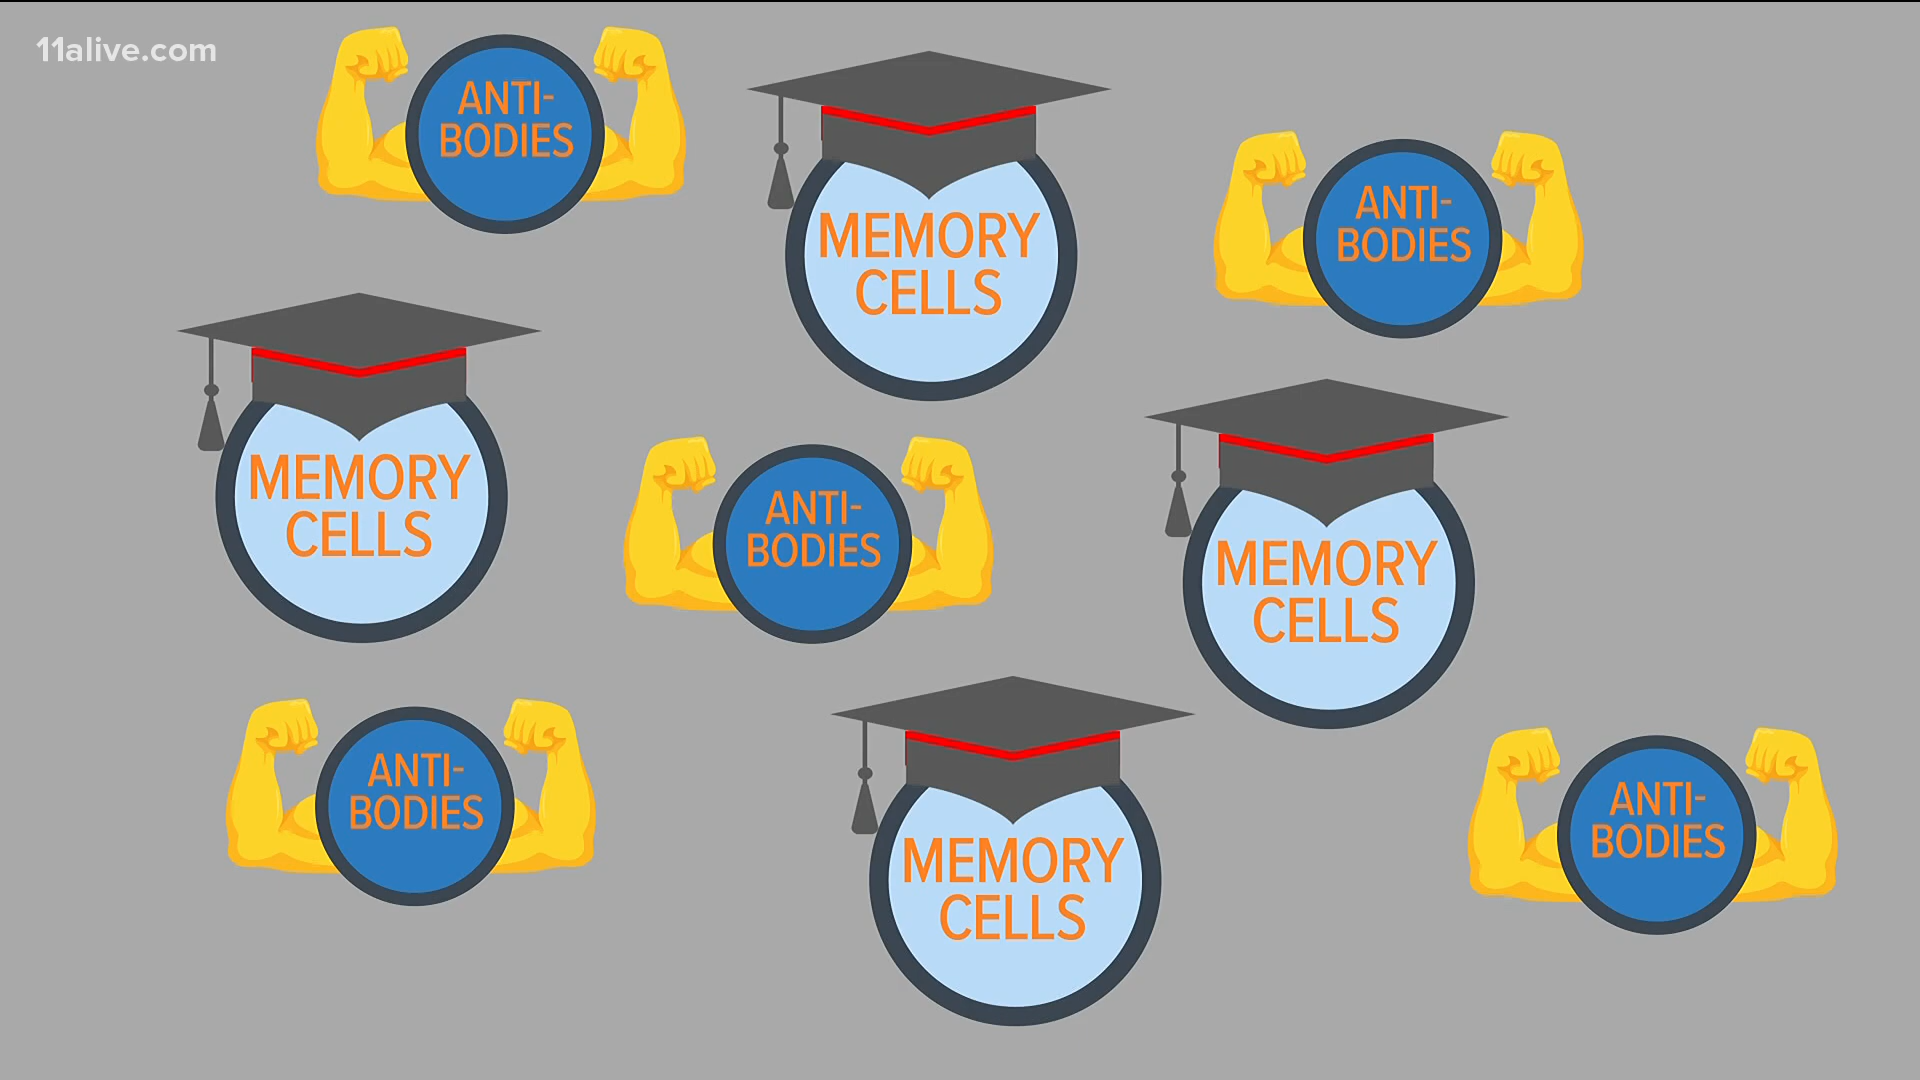 11alive.com
ANTI-
BODIES
MEMORY
CELLS
ANTI-
BODIES
MEMORY
CELLS
ANTI-
BODIES
MEMORY
CELLS
ANTI-
BODIES
MEMORY
CELLS
ANTI-
BODIES